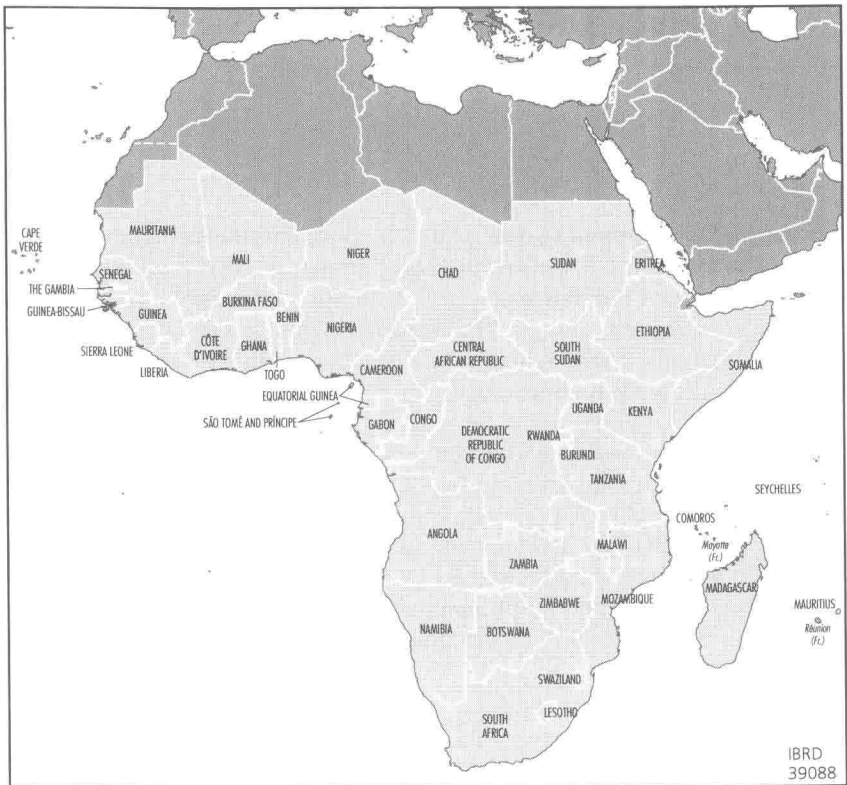 CAPE
VERDE
MAURITANIA
MALI
NIGER
CHAD
SUDAN
ERITREA
SENEGAL
THE GAMBIA
GUINEA-BISSAU
GUINEA
BURKINA FASO
BENIN
NIGERIA
ETHIOPIA
SIERRA LEONE
LIBERIA
CÔTE
D'IVOIRE
GHANA
TOGO
CAMEROON
CENTRAL
AFRICAN REPUBLIC
SOUTH
SUDAN
SOMALIA
EQUATORIAL GUINEA
SÃO TOMÉ AND PRÍNCIPE
GABON
CONGO
DEMOCRATIC
REPUBLIC
OF CONGO
UGANDA
KENYA
RWANDA
BURUNDI
TANZANIA
SEYCHELLES
COMOROS
Mayotte
(Fr.)
ANGOLA
ZAMBIA
MALAWI
MOZAMBIQUE
MADAGASCAR
MAURITIUS
Réunion
(Fr.)
ZIMBABWE
NAMIBIA
BOTSWANA
SWAZILAND
LESOTHO
SOUTH
AFRICA
IBRD
39088